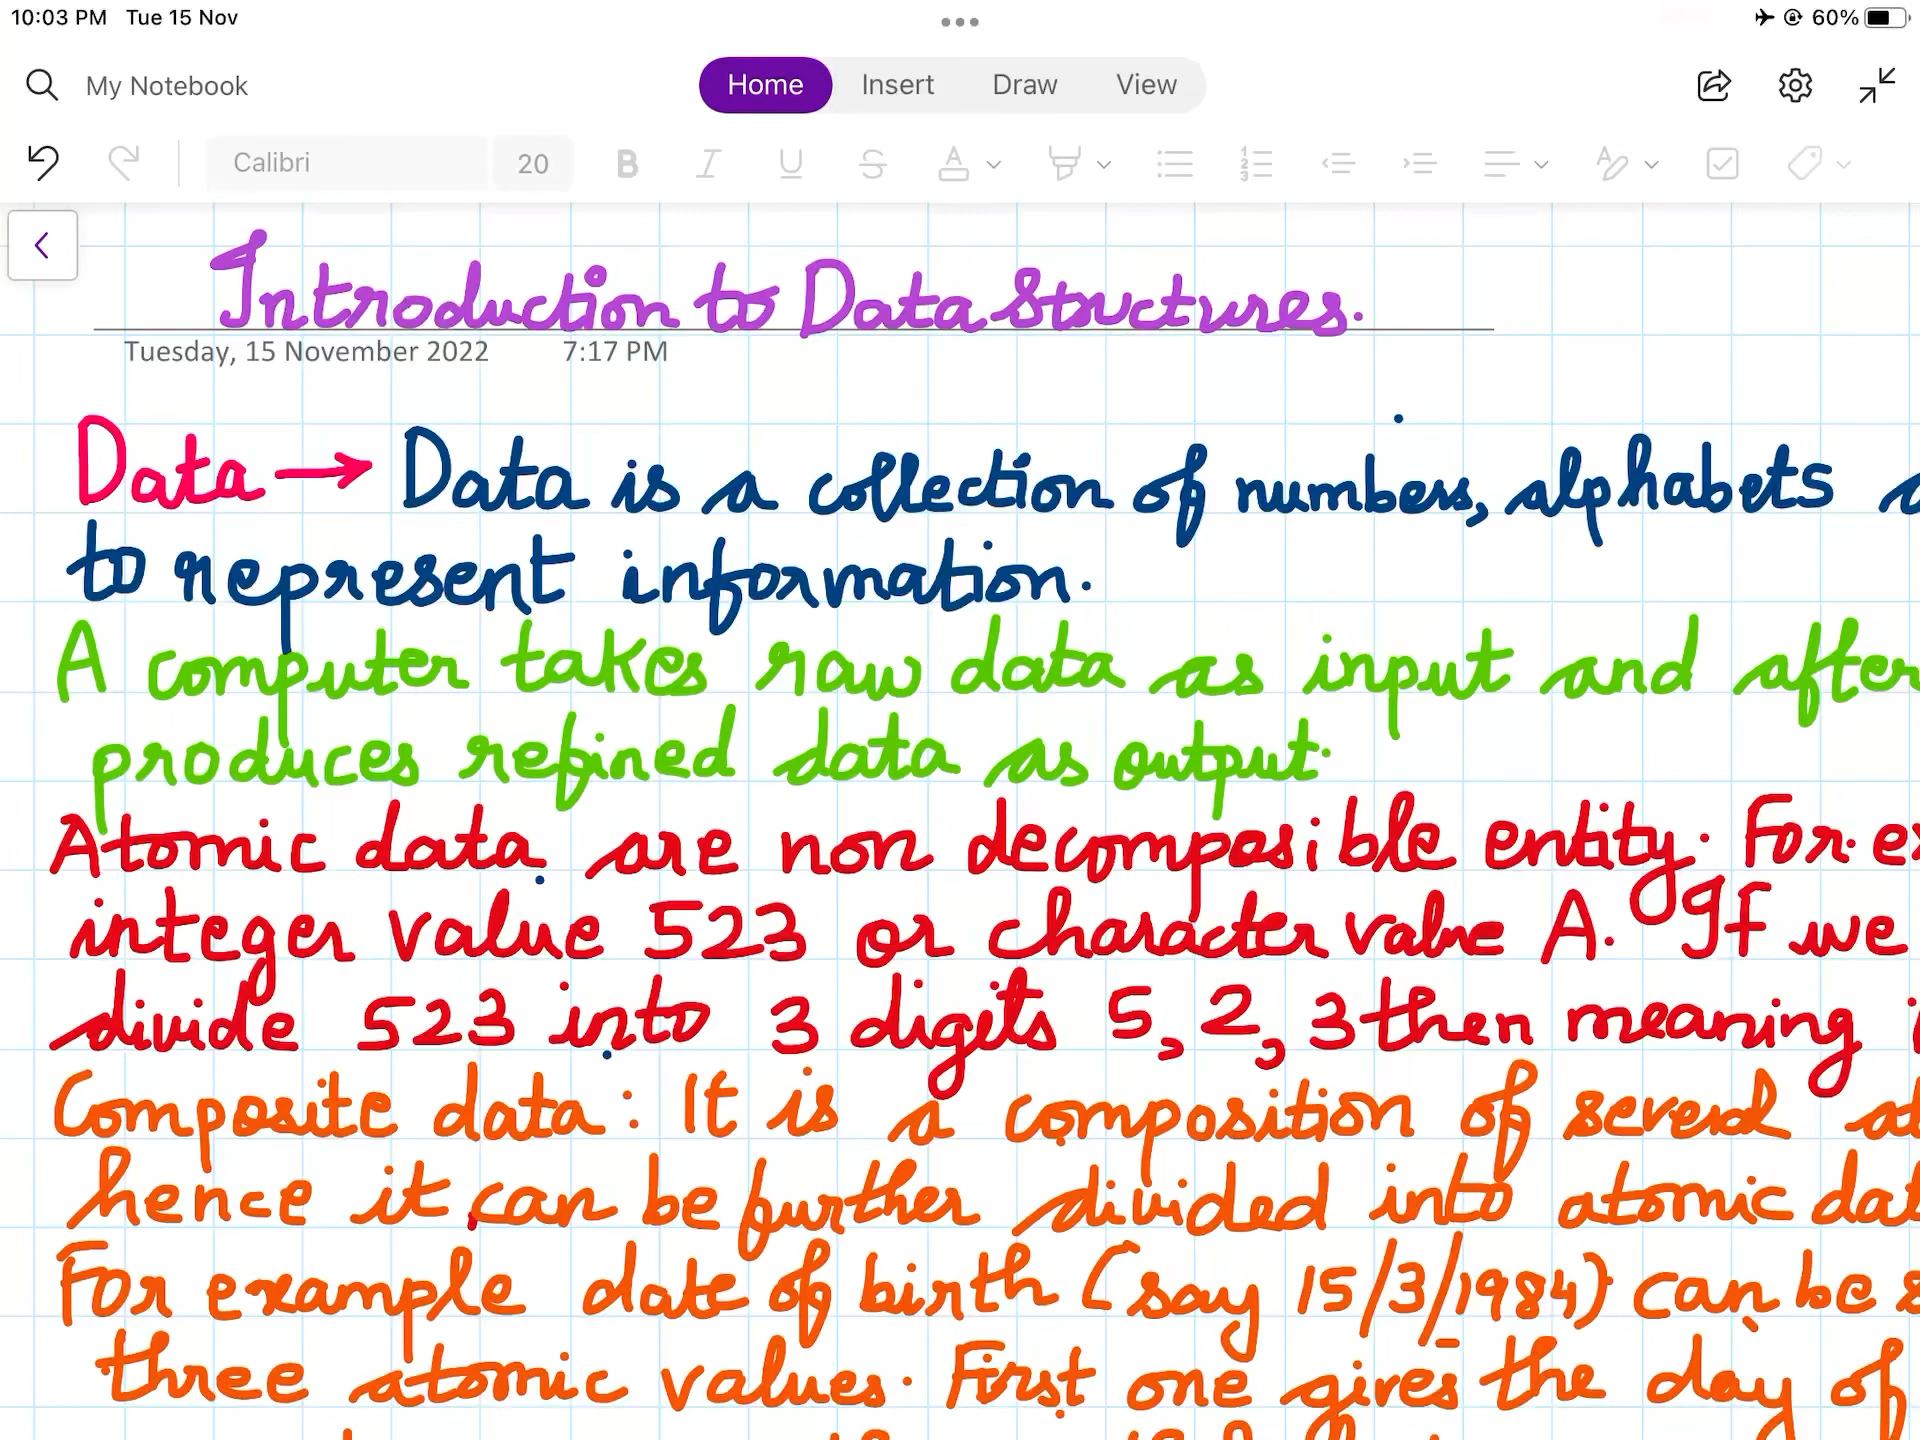 10:03 PM Tue 15 Nov
60%
My Notebook
Home Insert Draw View
Calibri 20 B I U S A
Introduction to Data Structures.
Tuesday, 15 November 2022 7:17 PM
Data → Data is a collection of numbers, alphabets
to represent information.
A computer takes raw data as input and after
produces refined data as output.
Atomic data are non decomposible entity. For
integer value 523 or character value A. If we
divide 523 into 3 digits 5, 2, 3 then meaning
Composite data: It is a composition of several
hence it can be further divided into atomic
For example date of birth (say 15/3/1984) can be
three atomic values. First one gives the day of